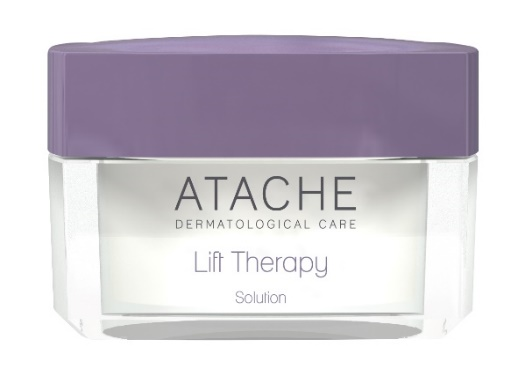 ATACHE
DERMATOLOGICAL CARE
Lift Therapy
Solution